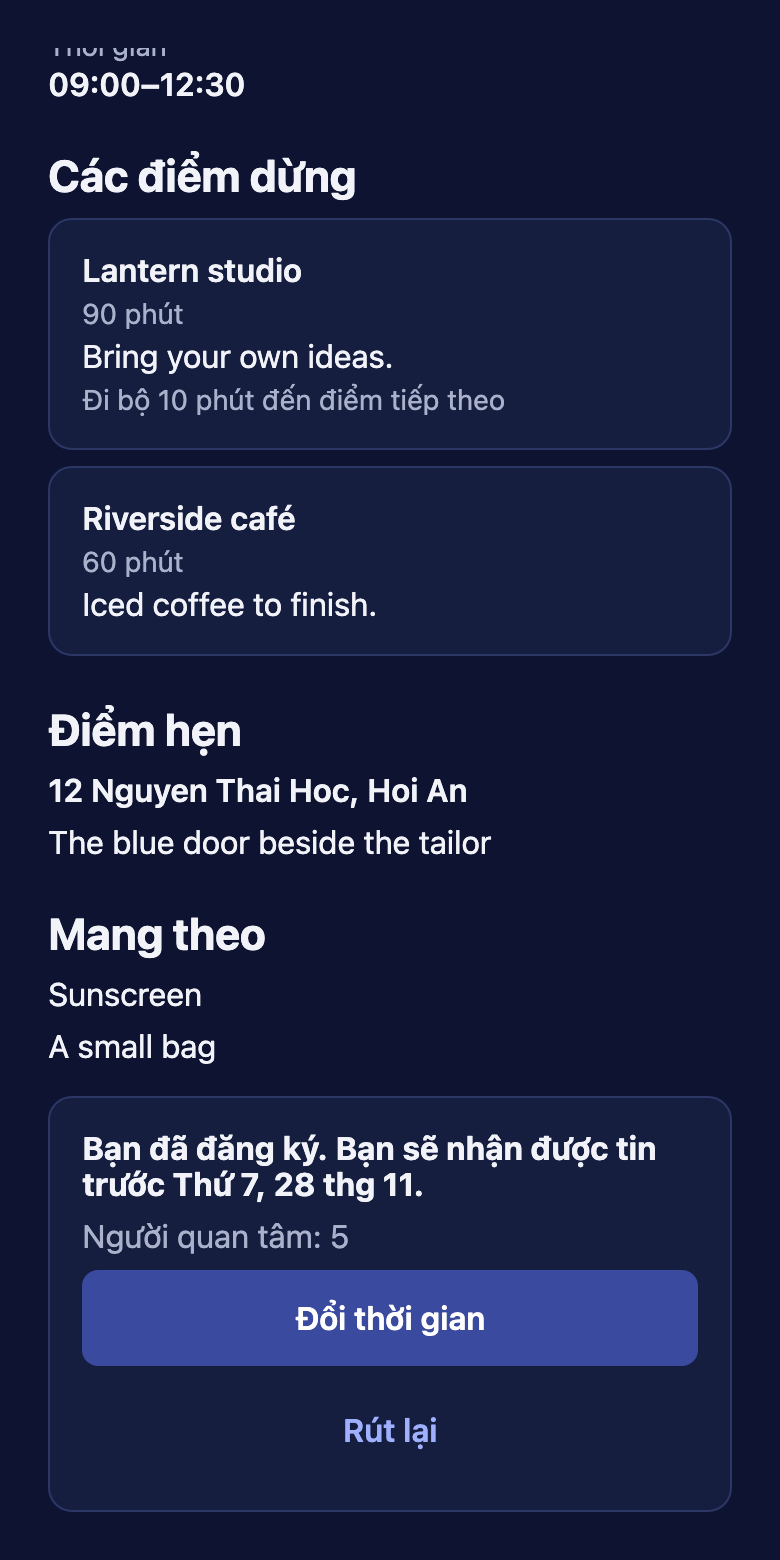 Thời gian
09:00–12:30
Các điểm dừng
Lantern studio
90 phút
Bring your own ideas.
Đi bộ 10 phút đến điểm tiếp theo
Riverside café
60 phút
Iced coffee to finish.
Điểm hẹn
12 Nguyen Thai Hoc, Hoi An
The blue door beside the tailor
Mang theo
Sunscreen
A small bag
Bạn đã đăng ký. Bạn sẽ nhận được tin
trước Thứ 7, 28 thg 11.
Người quan tâm: 5
Đổi thời gian
Rút lại